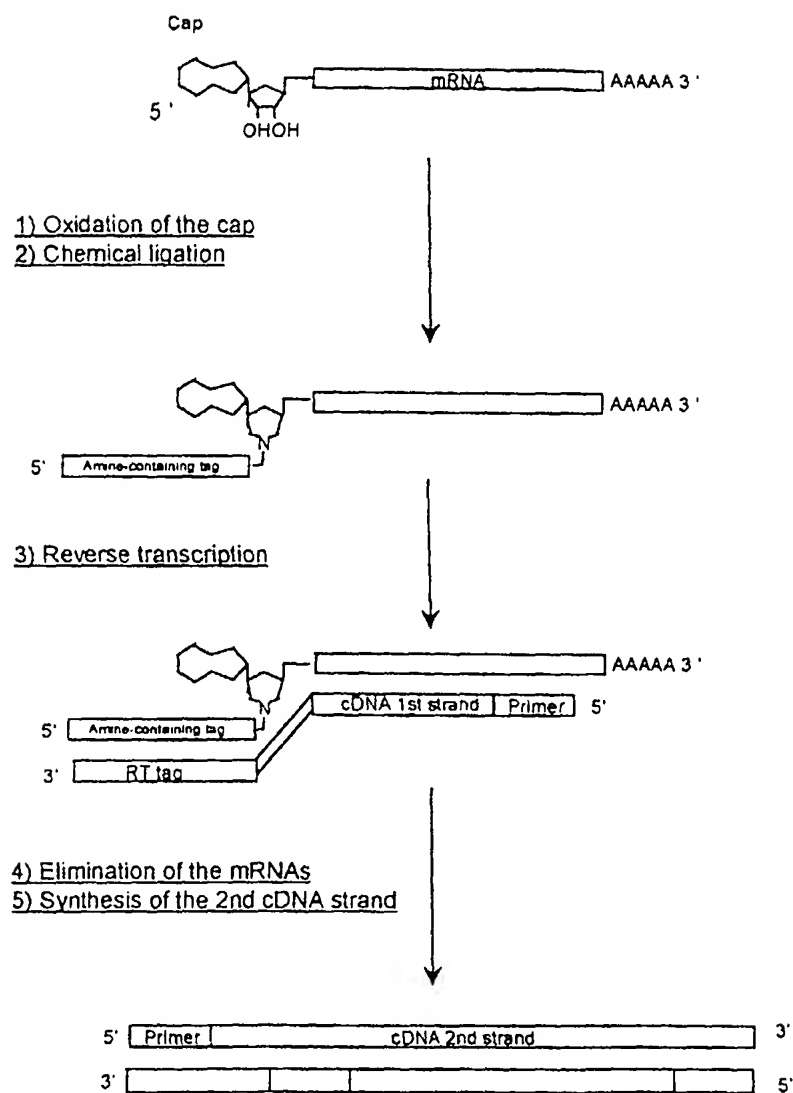 Cap
mRNA
AAAAA 3 '
5 '
OHOH
1) Oxidation of the cap
2) Chemical ligation
AAAAA 3 '
N
5' Amine-containing tag
3) Reverse transcription
AAAAA 3 '
N
cDNA 1st strand Primer 5'
5' Amine-containing tag
3' RT tag
4) Elimination of the mRNAs
5) Synthesis of the 2nd cDNA strand
5' Primer cDNA 2nd strand 3'
3' 5'